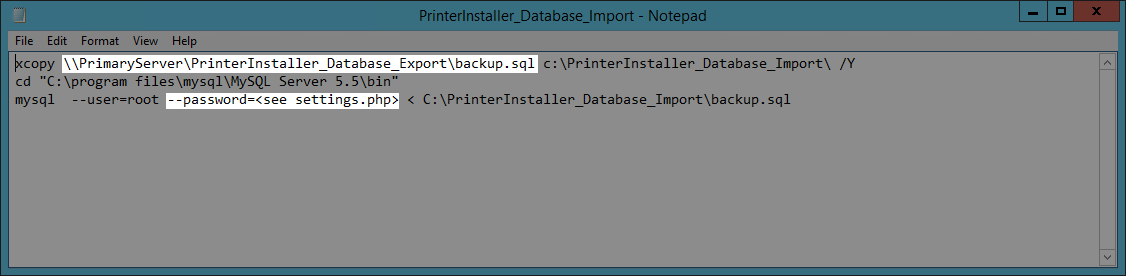 PrinterInstaller_Database_Import - Notepad
File Edit Format View Help
xcopy \\PrimaryServer\PrinterInstaller_Database_Export\backup.sql c:\PrinterInstaller_Database_Import\ /Y
cd "C:\program files\mysql\MySQL Server 5.5\bin"
mysql  --user=root --password=<see settings.php> < C:\PrinterInstaller_Database_Import\backup.sql